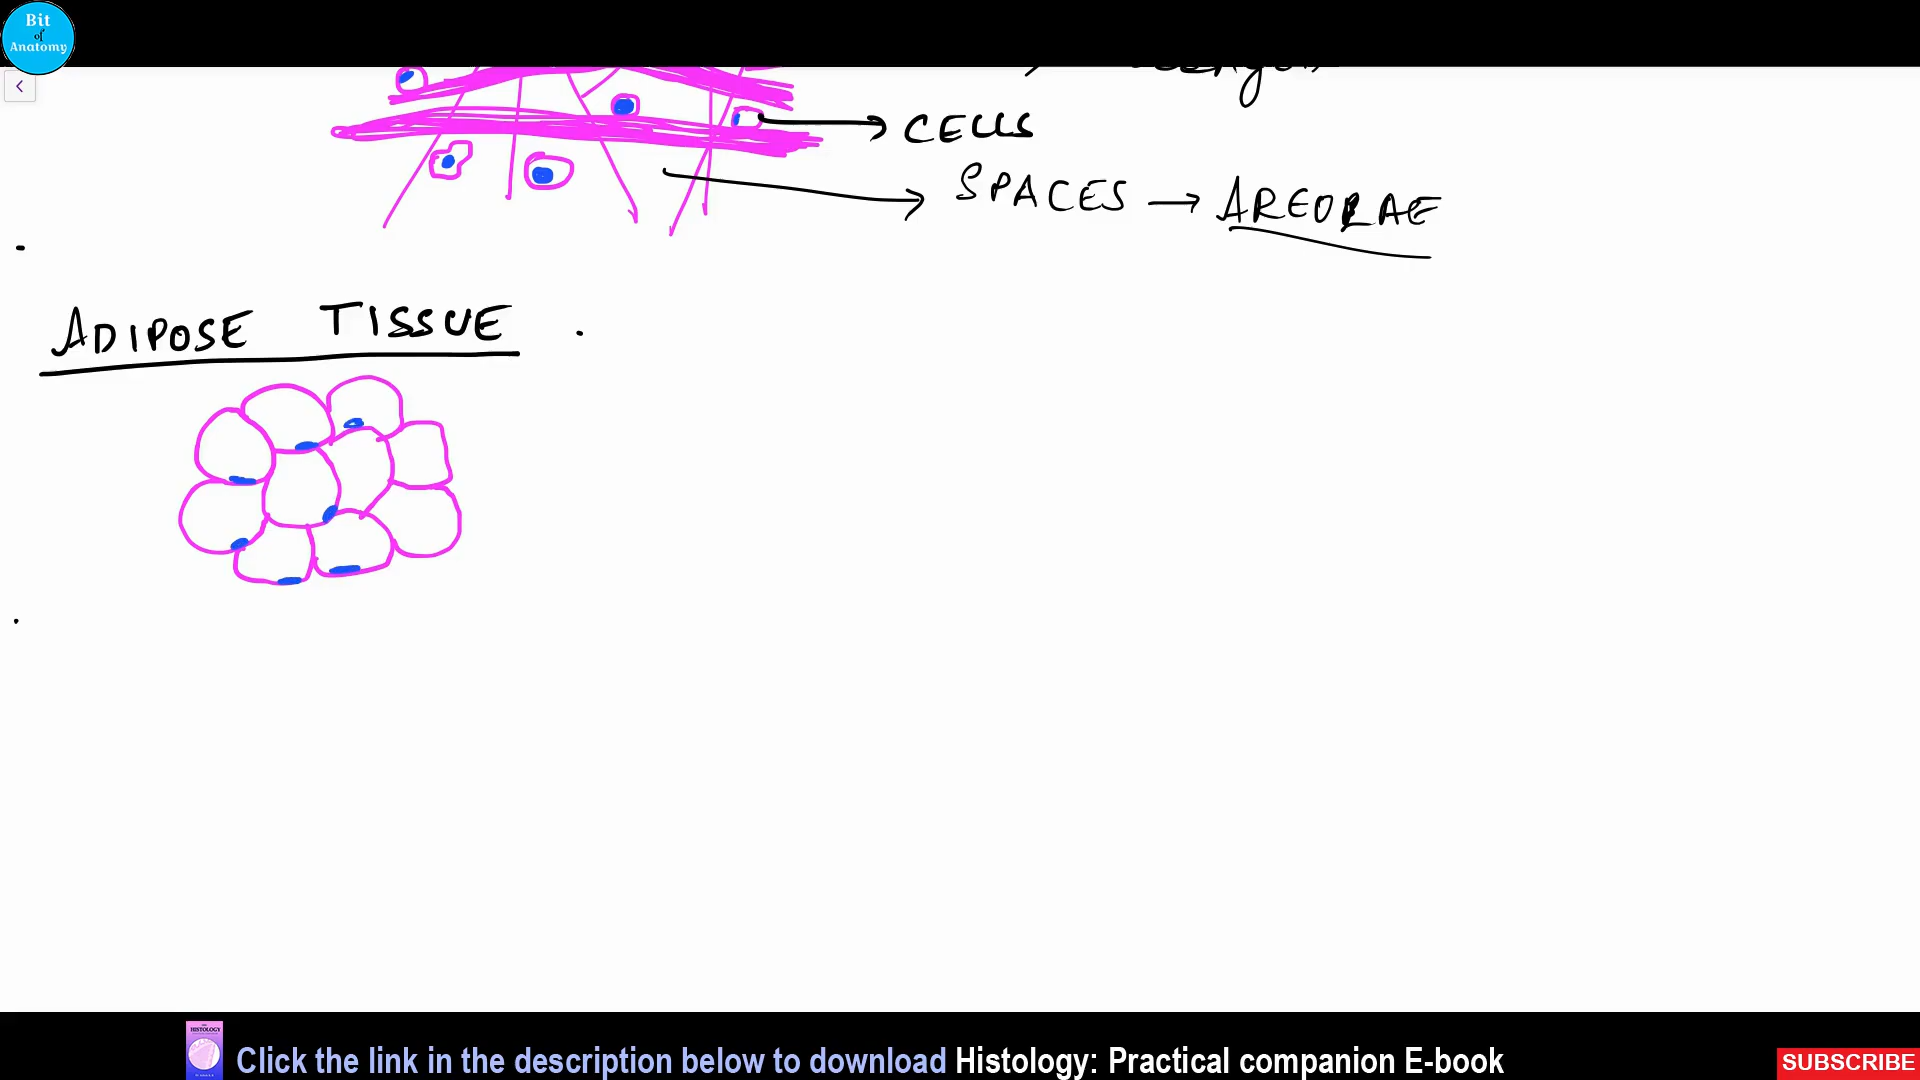 Bit
of
Anatomy
CELLS
SPACES → AREOLAE
ADIPOSE TISSUE .
HISTOLOGY
Click the link in the description below to download Histology: Practical companion E-book
SUBSCRIBE